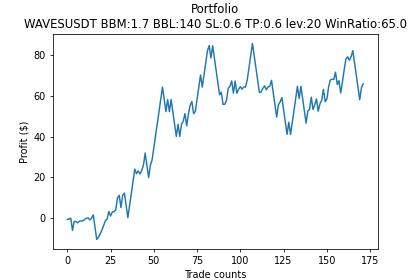 Portfolio
WAVESUSDT BBM:1.7 BBL:140 SL:0.6 TP:0.6 lev:20 WinRatio:65.0
80
60
40
20
0
Profit ($)
0 25 50 75 100 125 150 175
Trade counts